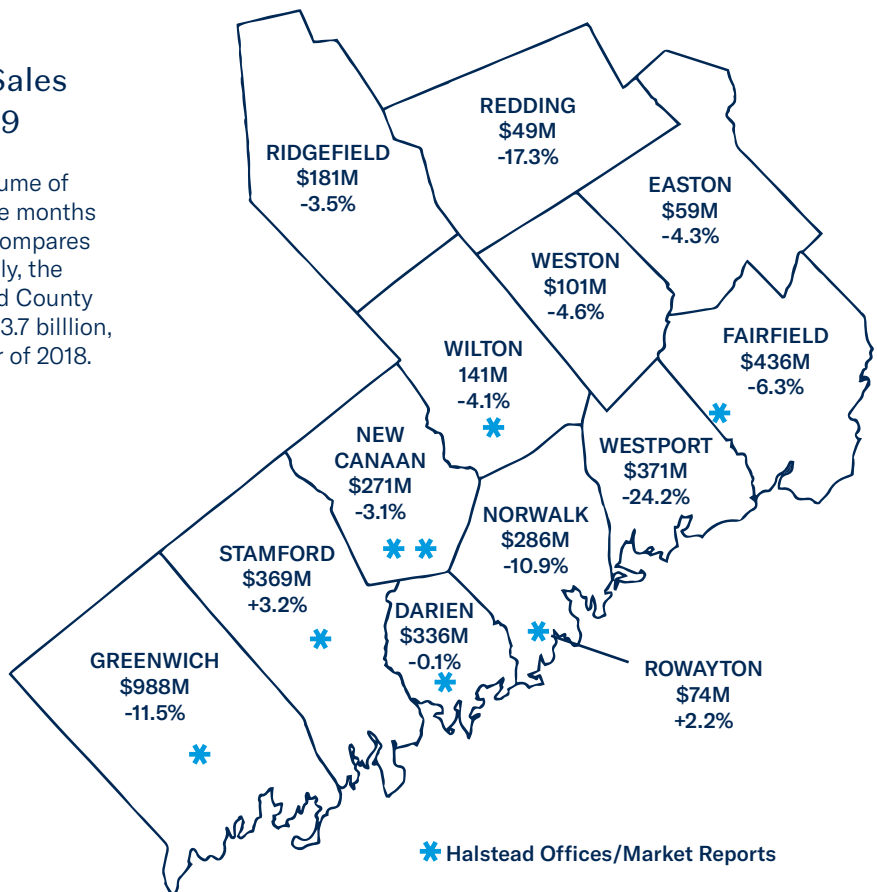 Sales
9
ume of
e months
ompares
ly, the
d County
3.7 billlion,
r of 2018.
REDDING
$49M
-17.3%
RIDGEFIELD
$181M
-3.5%
EASTON
$59M
-4.3%
WESTON
$101M
-4.6%
FAIRFIELD
$436M
-6.3%
WILTON
141M
-4.1%
NEW
CANAAN
$271M
-3.1%
WESTPORT
$371M
-24.2%
NORWALK
$286M
-10.9%
STAMFORD
$369M
+3.2%
DARIEN
$336M
-0.1%
GREENWICH
$988M
-11.5%
ROWAYTON
$74M
+2.2%
Halstead Offices/Market Reports